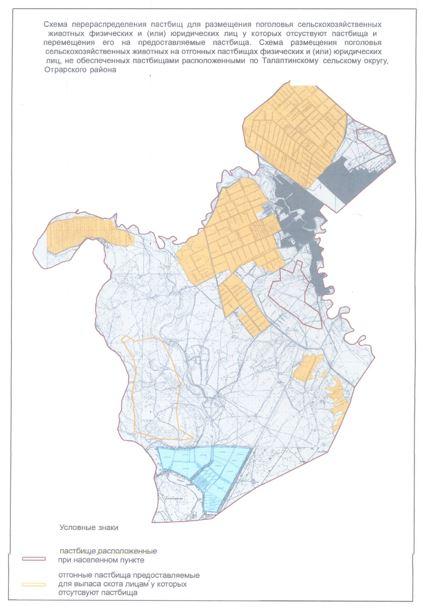 Схема перераспределения пастбищ для размещения поголовья сельскохозяйственных
животных физических и (или) юридических лиц у которых отсуствуют пастбища и
перемещения его на предоставляемые пастбища. Схема размещения поголовья
сельскохозяйственных животных на отгонных пастбищах физических и (или) юридических
лиц, не обеспеченных пастбищами расположенными по Талаптинскому сельскому округу,
Отрарского района
Условные знаки
пастбище расположенные
при населенном пункте
отгонные пастбища предоставляемые
для выпаса скота лицам у которых
отсутсвуют пастбища